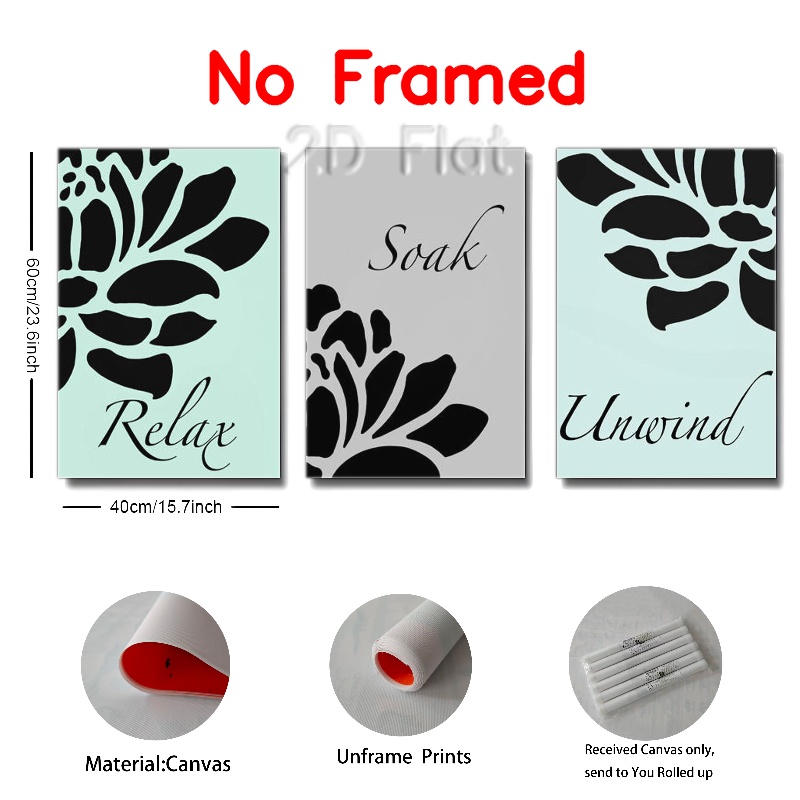 No Framed
2D Flat
Relax
Soak
Unwind
60cm/23.6inch
40cm/15.7inch
Material:Canvas
Unframe Prints
Received Canvas only,
send to You Rolled up